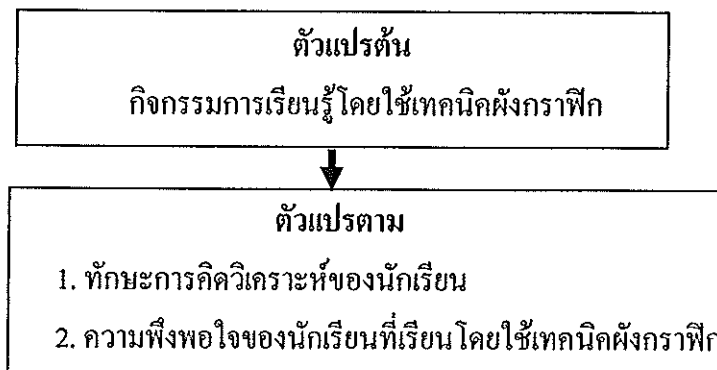 ตัวแปรต้น
กิจกรรมการเรียนรู้โดยใช้เทคนิคผังกราฟิก
ตัวแปรตาม
1. ทักษะการคิดวิเคราะห์ของนักเรียน
2. ความพึงพอใจของนักเรียนที่เรียนโดยใช้เทคนิคผังกราฟิก